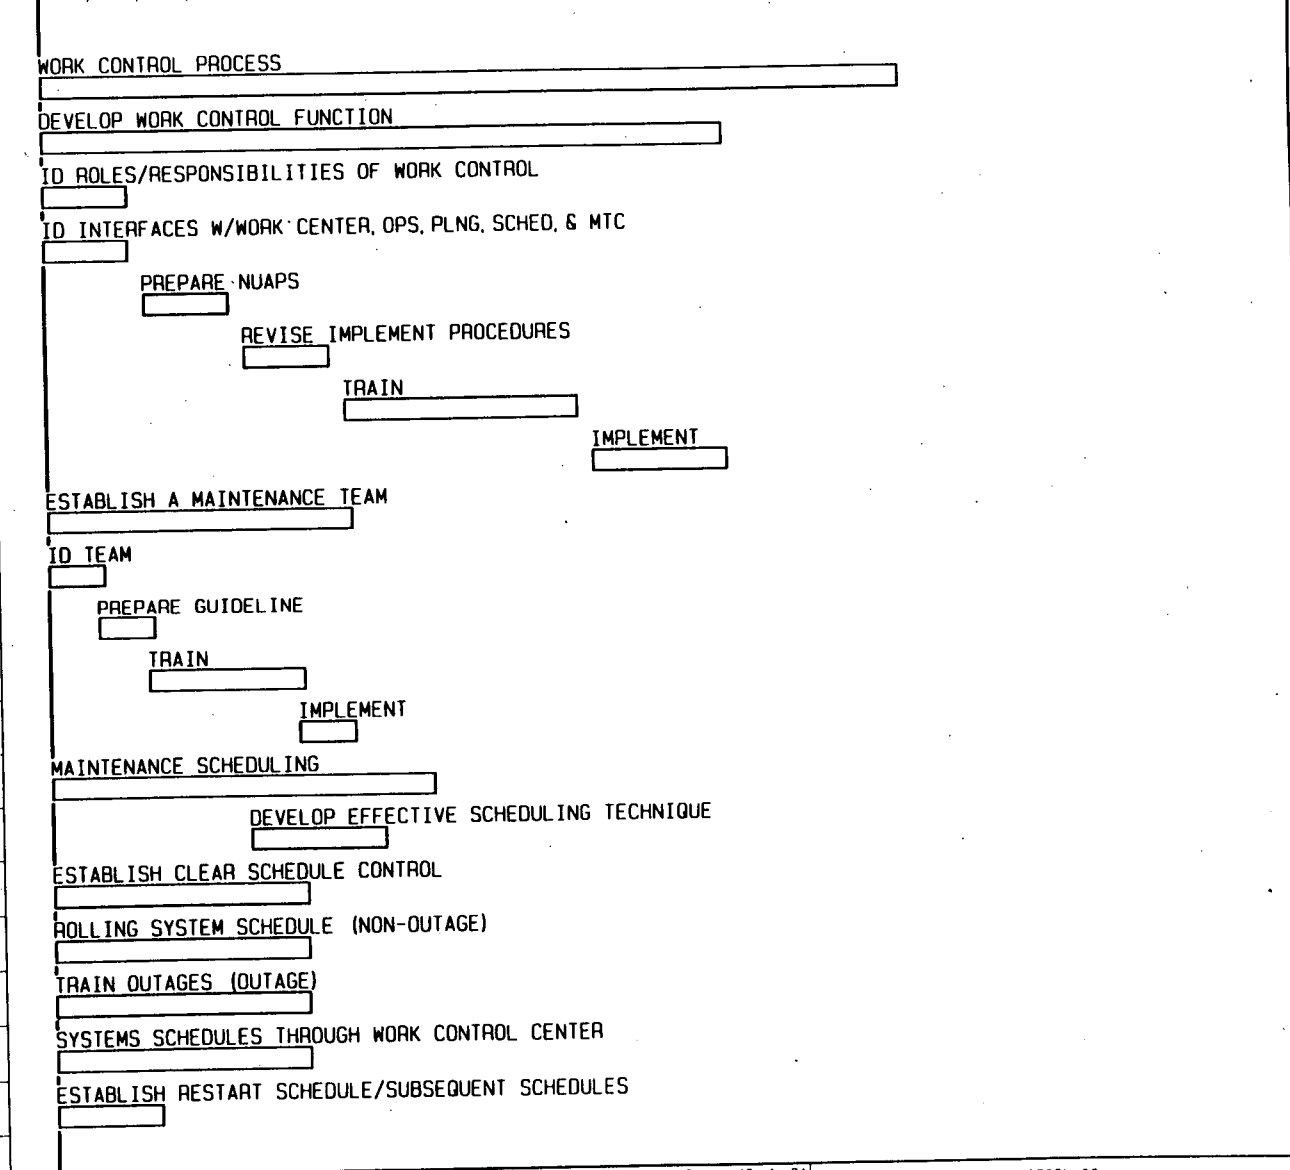 WORK CONTROL PROCESS
DEVELOP WORK CONTROL FUNCTION
ID ROLES/RESPONSIBILITIES OF WORK CONTROL
ID INTERFACES W/WORK CENTER, OPS, PLNG, SCHED, & MTC
PREPARE NUAPS
REVISE IMPLEMENT PROCEDURES
TRAIN
IMPLEMENT
ESTABLISH A MAINTENANCE TEAM
ID TEAM
PREPARE GUIDELINE
TRAIN
IMPLEMENT
MAINTENANCE SCHEDULING
DEVELOP EFFECTIVE SCHEDULING TECHNIQUE
ESTABLISH CLEAR SCHEDULE CONTROL
ROLLING SYSTEM SCHEDULE (NON-OUTAGE)
TRAIN OUTAGES (OUTAGE)
SYSTEMS SCHEDULES THROUGH WORK CONTROL CENTER
ESTABLISH RESTART SCHEDULE/SUBSEQUENT SCHEDULES